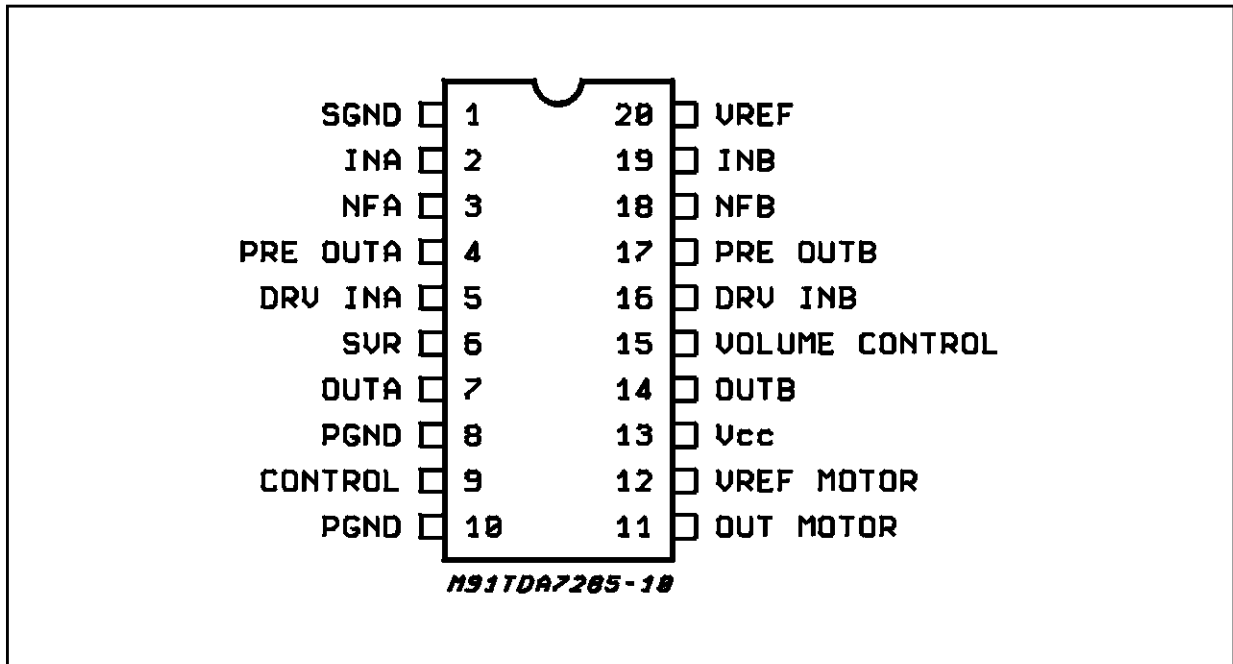 SGND 1 20 VREF
INA 2 19 INB
NFA 3 18 NFB
PRE OUTA 4 17 PRE OUTB
DRV INA 5 16 DRV INB
SVR 6 15 VOLUME CONTROL
OUTA 7 14 OUTB
PGND 8 13 Vcc
CONTROL 9 12 VREF MOTOR
PGND 10 11 OUT MOTOR
M91TDA7285-10